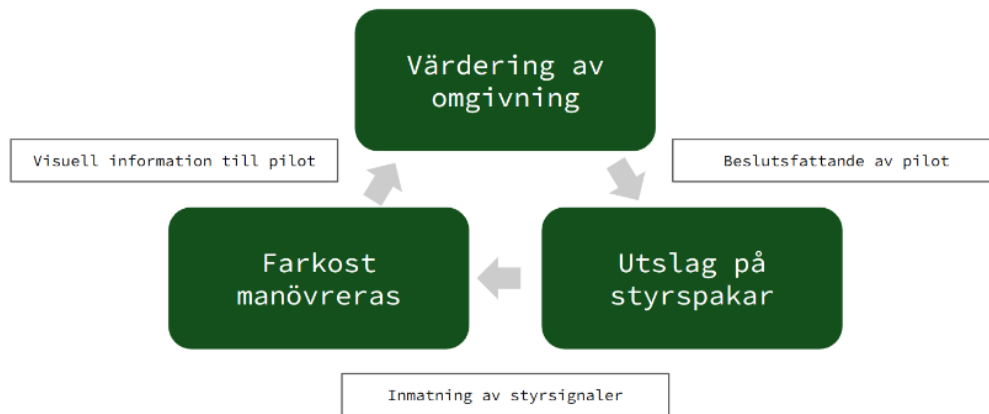 Värdering av
omgivning
Visuell information till pilot
Beslutsfattande av pilot
Farkost
manövreras
Utslag på
styrspakar
Inmatning av styrsignaler